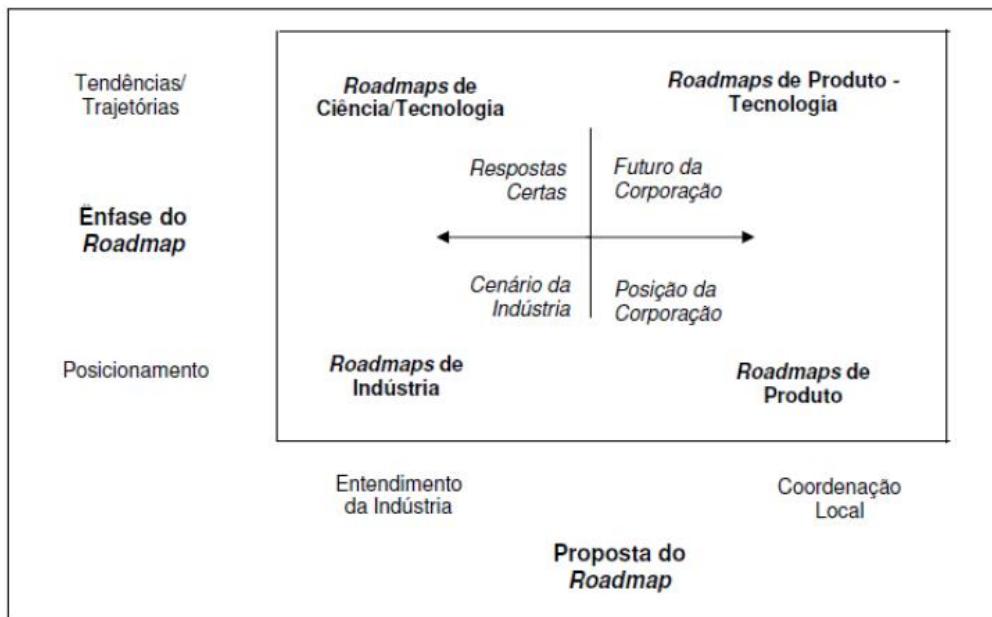 Tendências/
Trajetórias
Roadmaps de
Ciência/Tecnologia
Roadmaps de Produto -
Tecnologia
Respostas
Certas
Futuro da
Corporação
Ênfase do
Roadmap
Cenário da
Indústria
Posição da
Corporação
Posicionamento
Roadmaps de
Indústria
Roadmaps de
Produto
Entendimento
da Indústria
Coordenação
Local
Proposta do
Roadmap